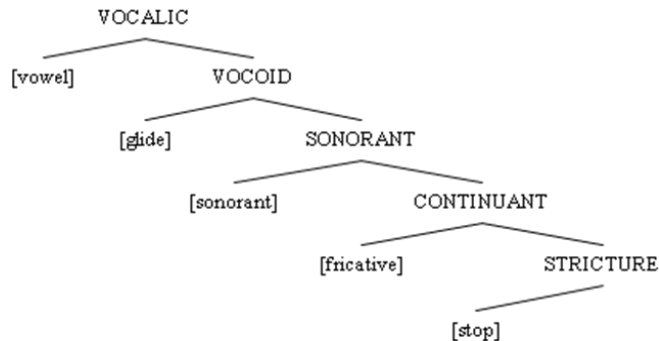 VOCALIC
[vowel] VOCOID
[glide] SONORANT
[sonorant] CONTINUANT
[fricative] STRICTURE
[stop]